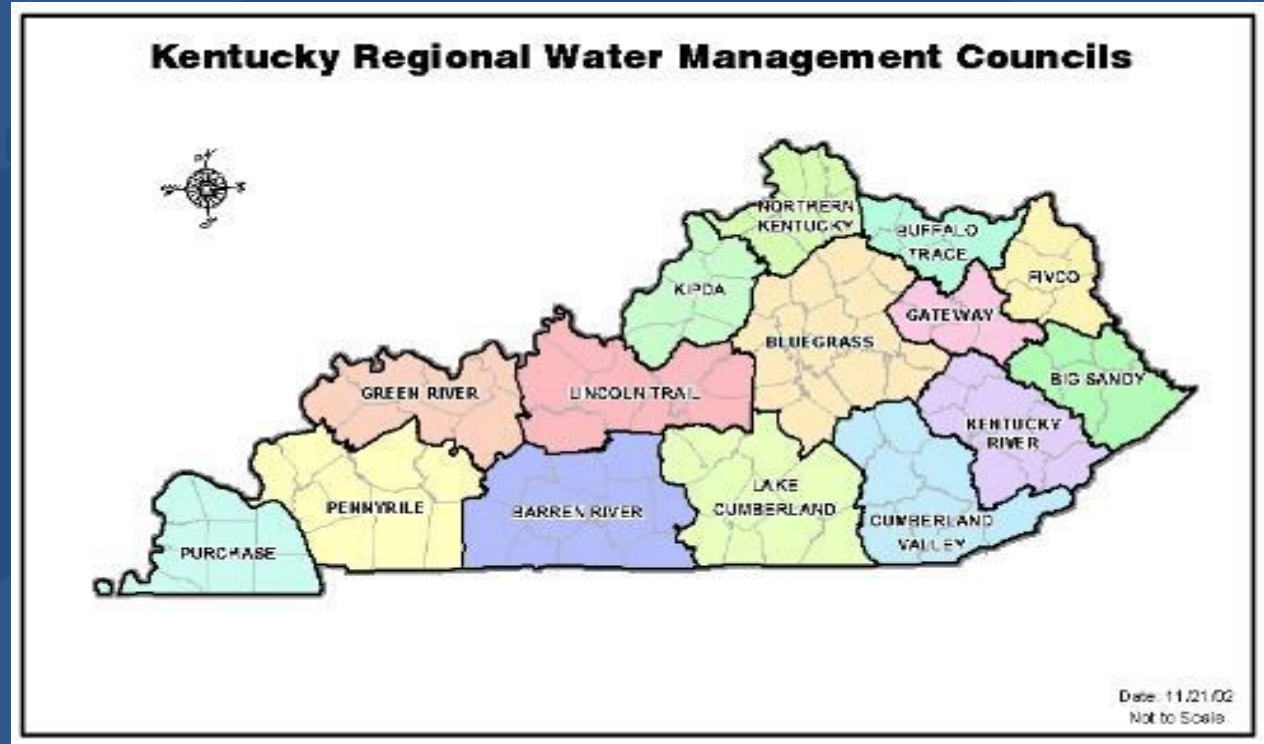 Kentucky Regional Water Management Councils
NORTHERN
KENTUCKY
BUFFALO
TRACE
FIVCO
KIPDA
GATEWAY
BLUEGRASS
BIG SANDY
GREEN RIVER
LINCOLN TRAIL
KENTUCKY
RIVER
LAKE
CUMBERLAND
PENNYRILE
BARREN RIVER
CUMBERLAND
VALLEY
PURCHASE
Date: 11/21/02
Not to Scale